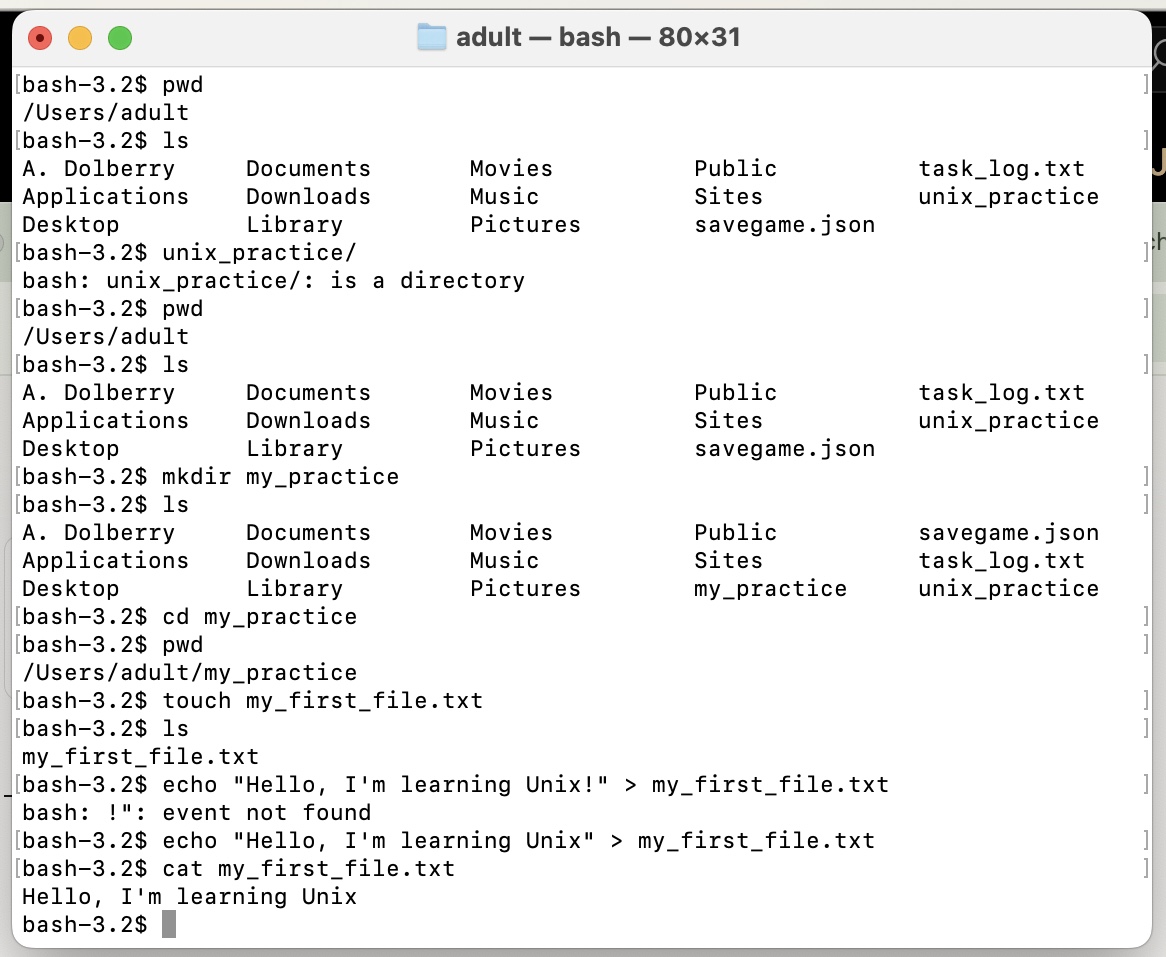 adult — bash — 80×31
[bash-3.2$ pwd ]
/Users/adult
[bash-3.2$ ls ]
A. Dolberry Documents Movies Public task_log.txt
Applications Downloads Music Sites unix_practice
Desktop Library Pictures savegame.json
[bash-3.2$ unix_practice/ ]
bash: unix_practice/: is a directory
[bash-3.2$ pwd ]
/Users/adult
[bash-3.2$ ls ]
A. Dolberry Documents Movies Public task_log.txt
Applications Downloads Music Sites unix_practice
Desktop Library Pictures savegame.json
[bash-3.2$ mkdir my_practice ]
[bash-3.2$ ls ]
A. Dolberry Documents Movies Public savegame.json
Applications Downloads Music Sites task_log.txt
Desktop Library Pictures my_practice unix_practice
[bash-3.2$ cd my_practice ]
[bash-3.2$ pwd ]
/Users/adult/my_practice
[bash-3.2$ touch my_first_file.txt ]
[bash-3.2$ ls ]
my_first_file.txt
[bash-3.2$ echo "Hello, I'm learning Unix!" > my_first_file.txt ]
bash: !": event not found
[bash-3.2$ echo "Hello, I'm learning Unix" > my_first_file.txt ]
[bash-3.2$ cat my_first_file.txt ]
Hello, I'm learning Unix
bash-3.2$